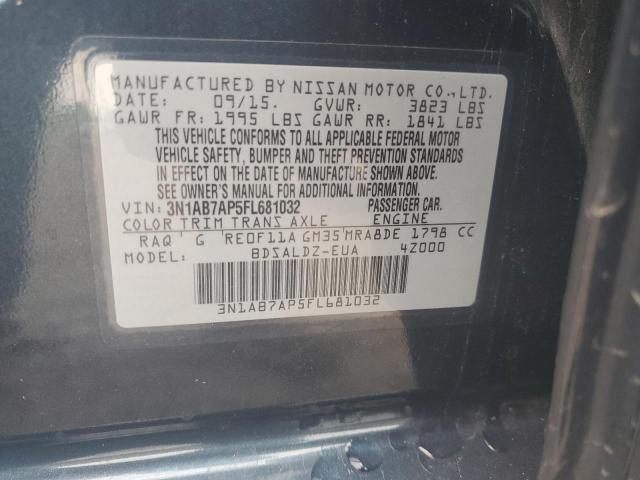 MANUFACTURED BY NISSAN MOTOR CO.,LTD.
DATE: 09/15. GVWR: 3823 LBS
GAWR FR: 1995 LBS GAWR RR: 1841 LBS
THIS VEHICLE CONFORMS TO ALL APPLICABLE FEDERAL MOTOR
VEHICLE SAFETY, BUMPER AND THEFT PREVENTION STANDARDS
IN EFFECT ON THE DATE OF MANUFACTURE SHOWN ABOVE.
SEE OWNER'S MANUAL FOR ADDITIONAL INFORMATION.
VIN: 3N1AB7AP5FL681032 PASSENGER CAR.
COLOR TRIM TRANS AXLE ENGINE
RAQ' G 'RE0F11A GM35'MRA8DE 1798 CC
MODEL: BDSALDZ-EUA 4Z000
3N1AB7AP5FL681032